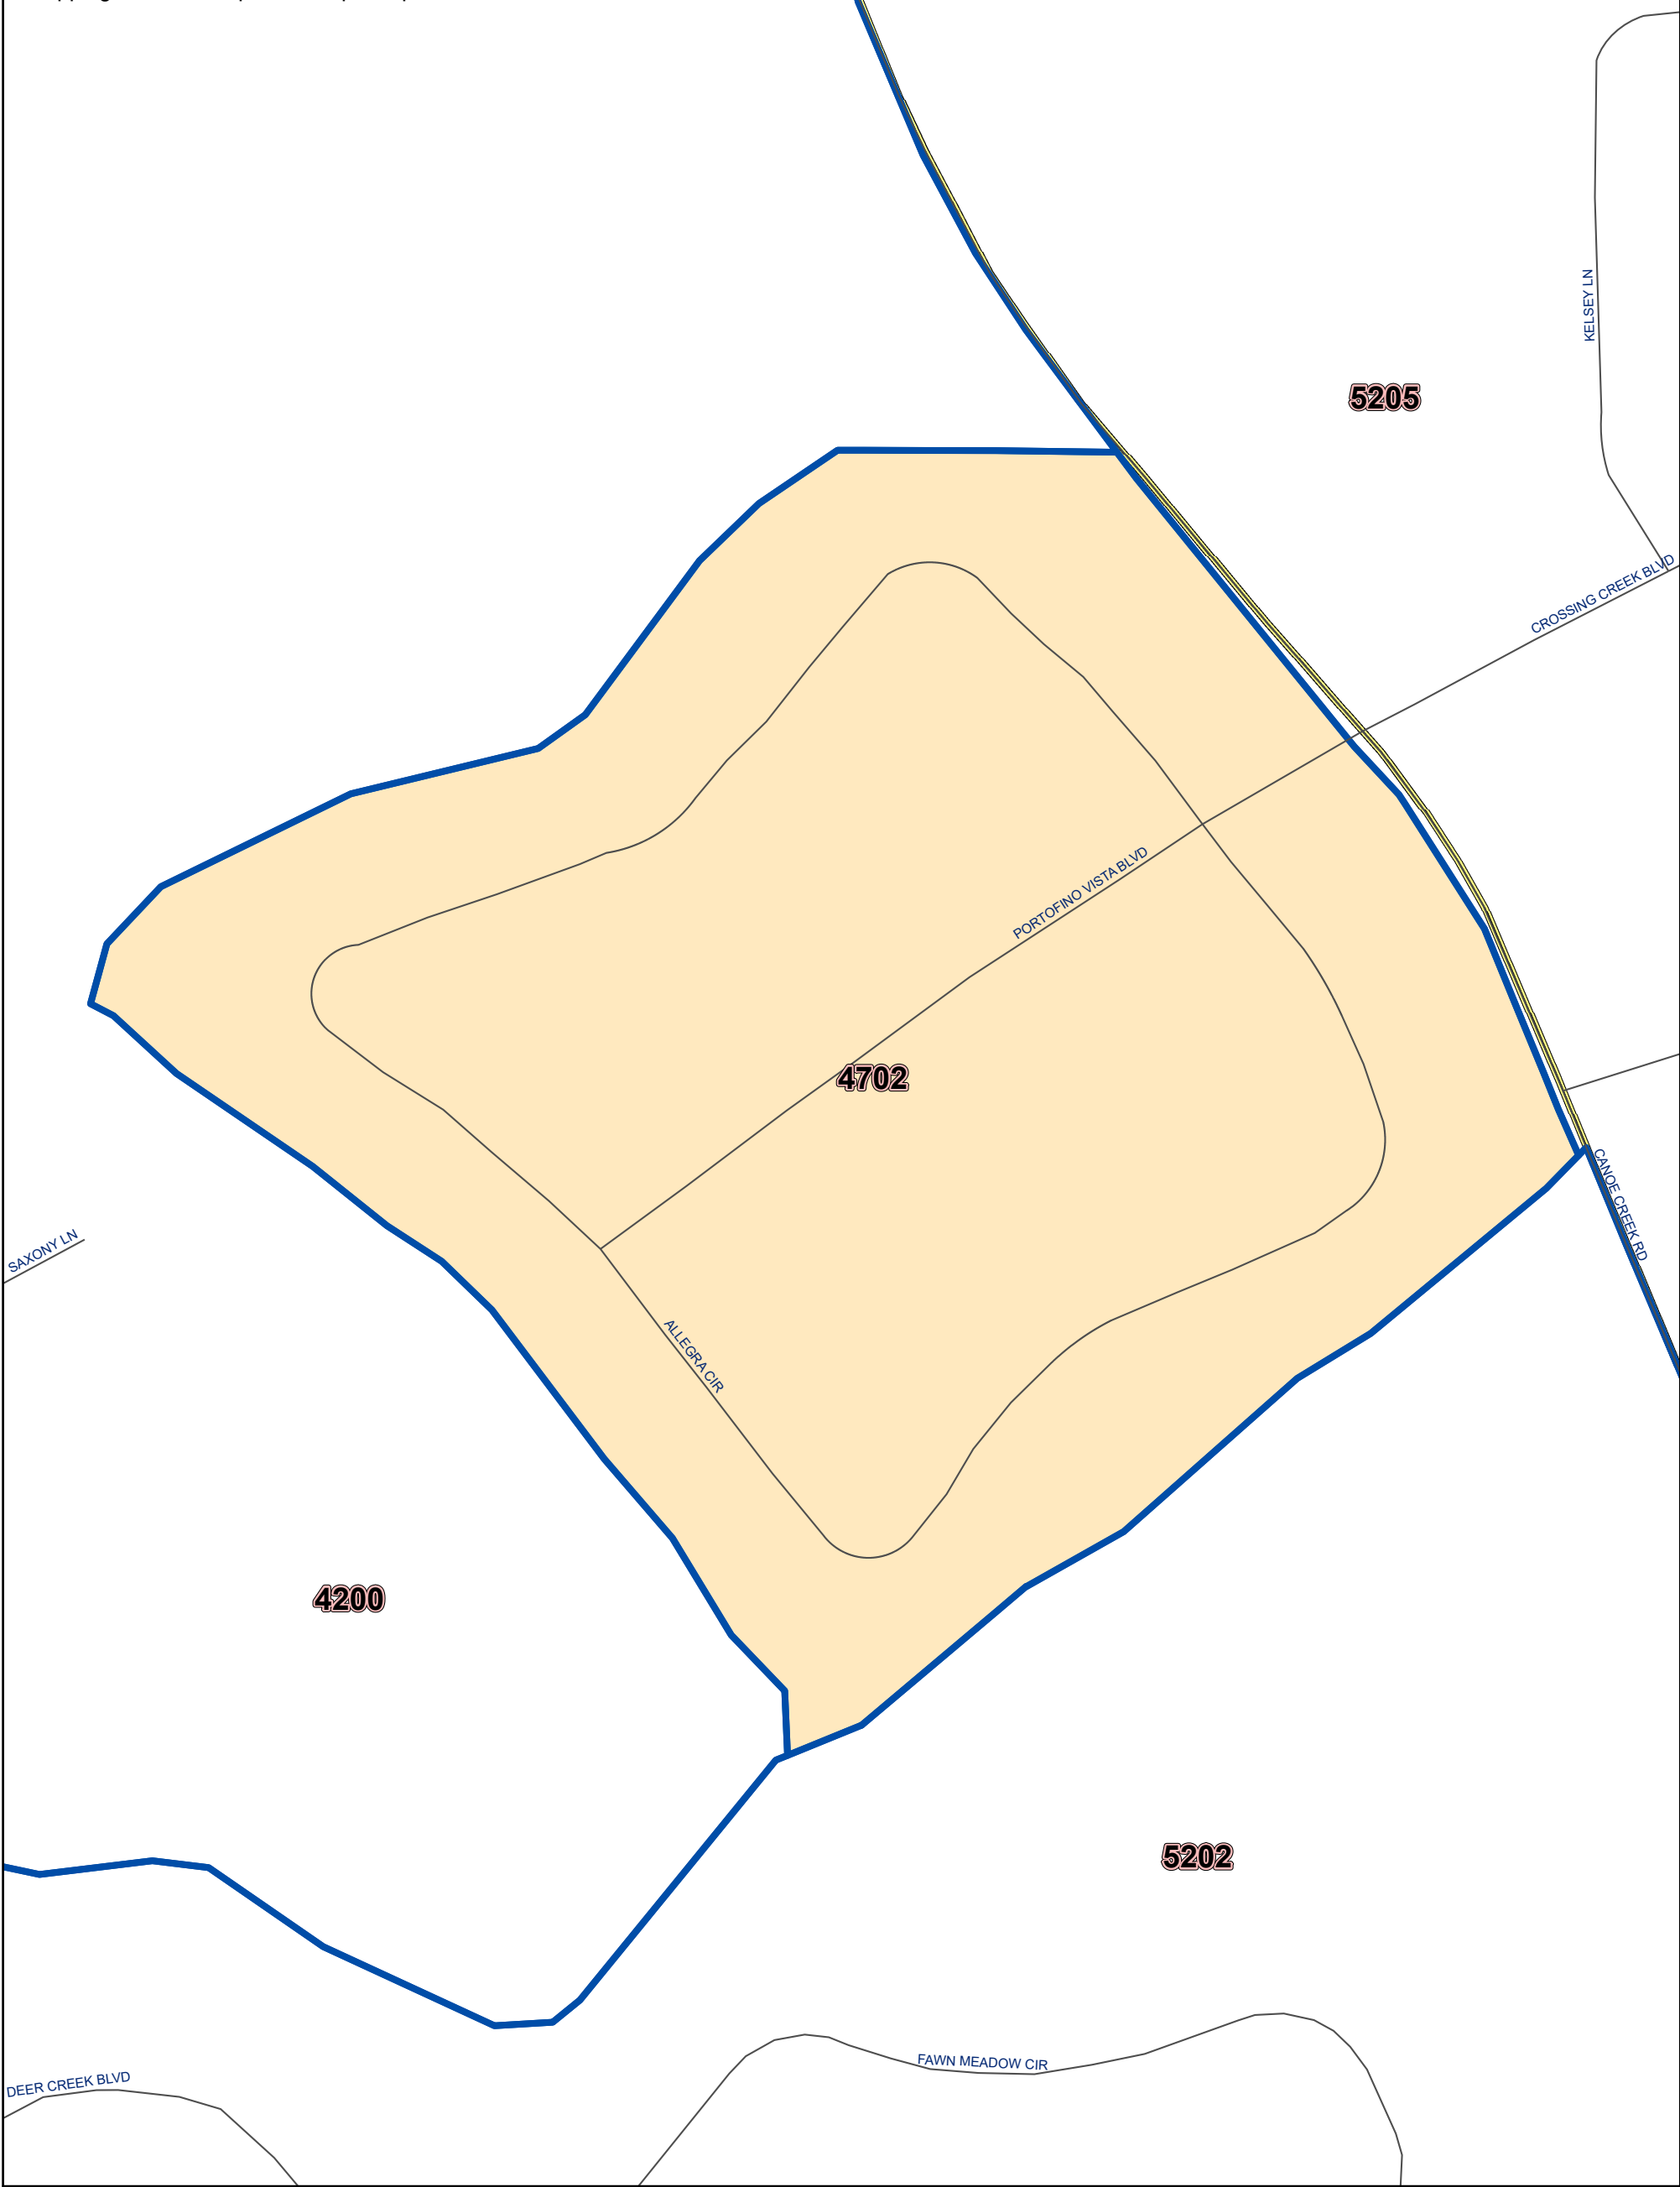 KELSEY LN
5205
CROSSING CREEK BLVD
PORTOFINO VISTA BLVD
4702
CANOE CREEK RD
SAXONY LN
ALLEGRA CIR
4200
5202
FAWN MEADOW CIR
DEER CREEK BLVD